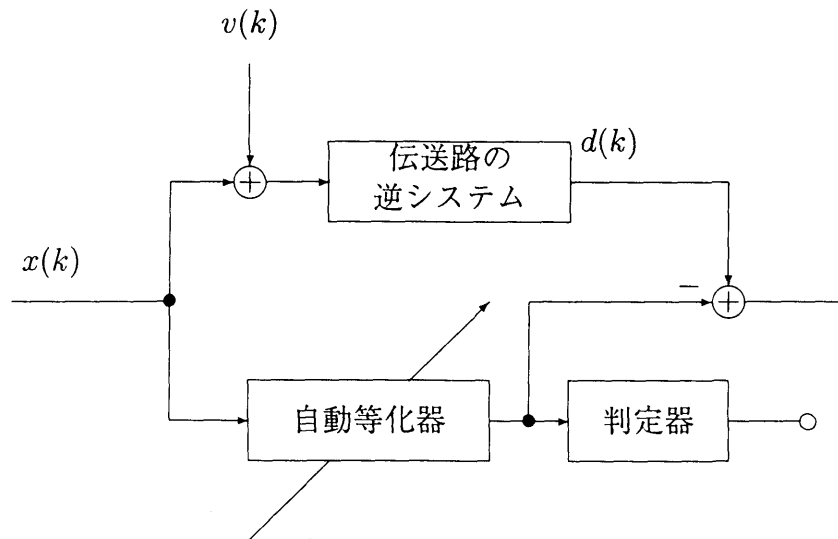 v(k)
伝送路の
逆システム
d(k)
x(k)
自動等化器
判定器